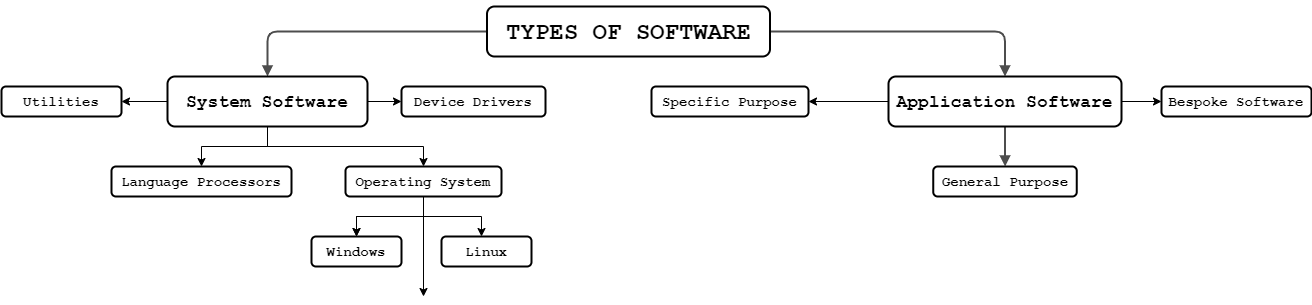 TYPES OF SOFTWARE
Utilities
System Software
Device Drivers
Specific Purpose
Application Software
Bespoke Software
Language Processors
Operating System
General Purpose
Windows
Linux